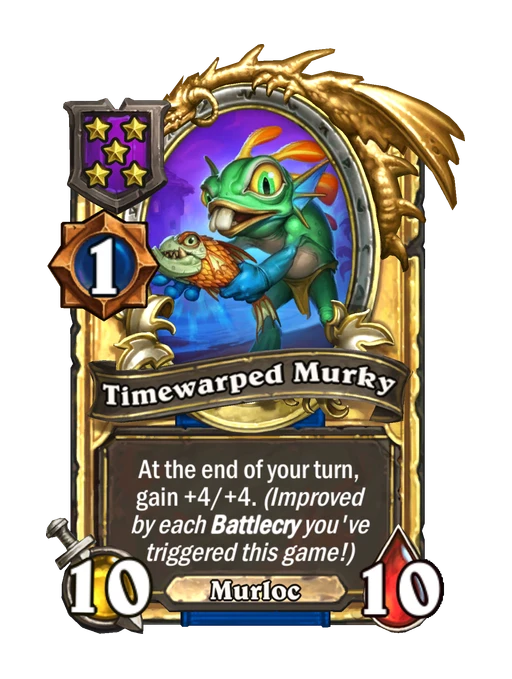 1
Timewarped Murky
At the end of your turn,
gain +4/+4. (Improved
by each Battlecry you've
triggered this game!)
10
Murloc
10